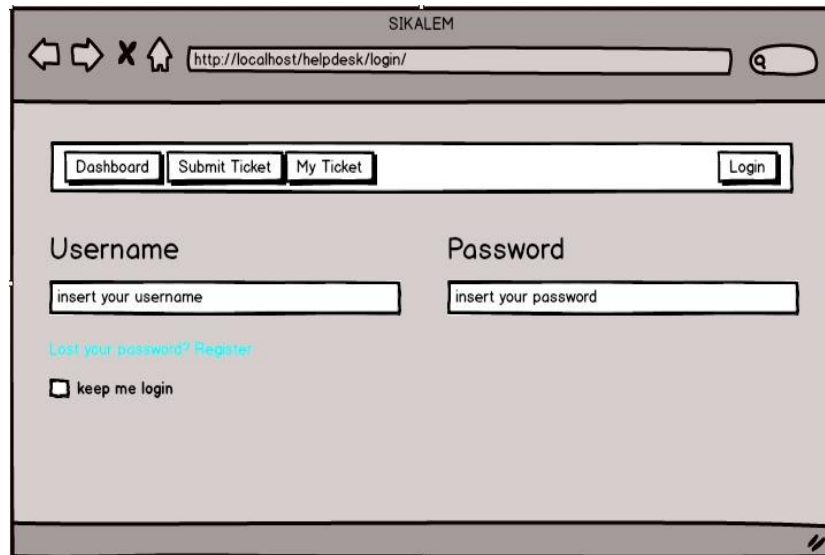 SIKALEM
http://localhost/helpdesk/login/
Dashboard Submit Ticket My Ticket Login
Username Password
insert your username insert your password
Lost your password? Register
keep me login